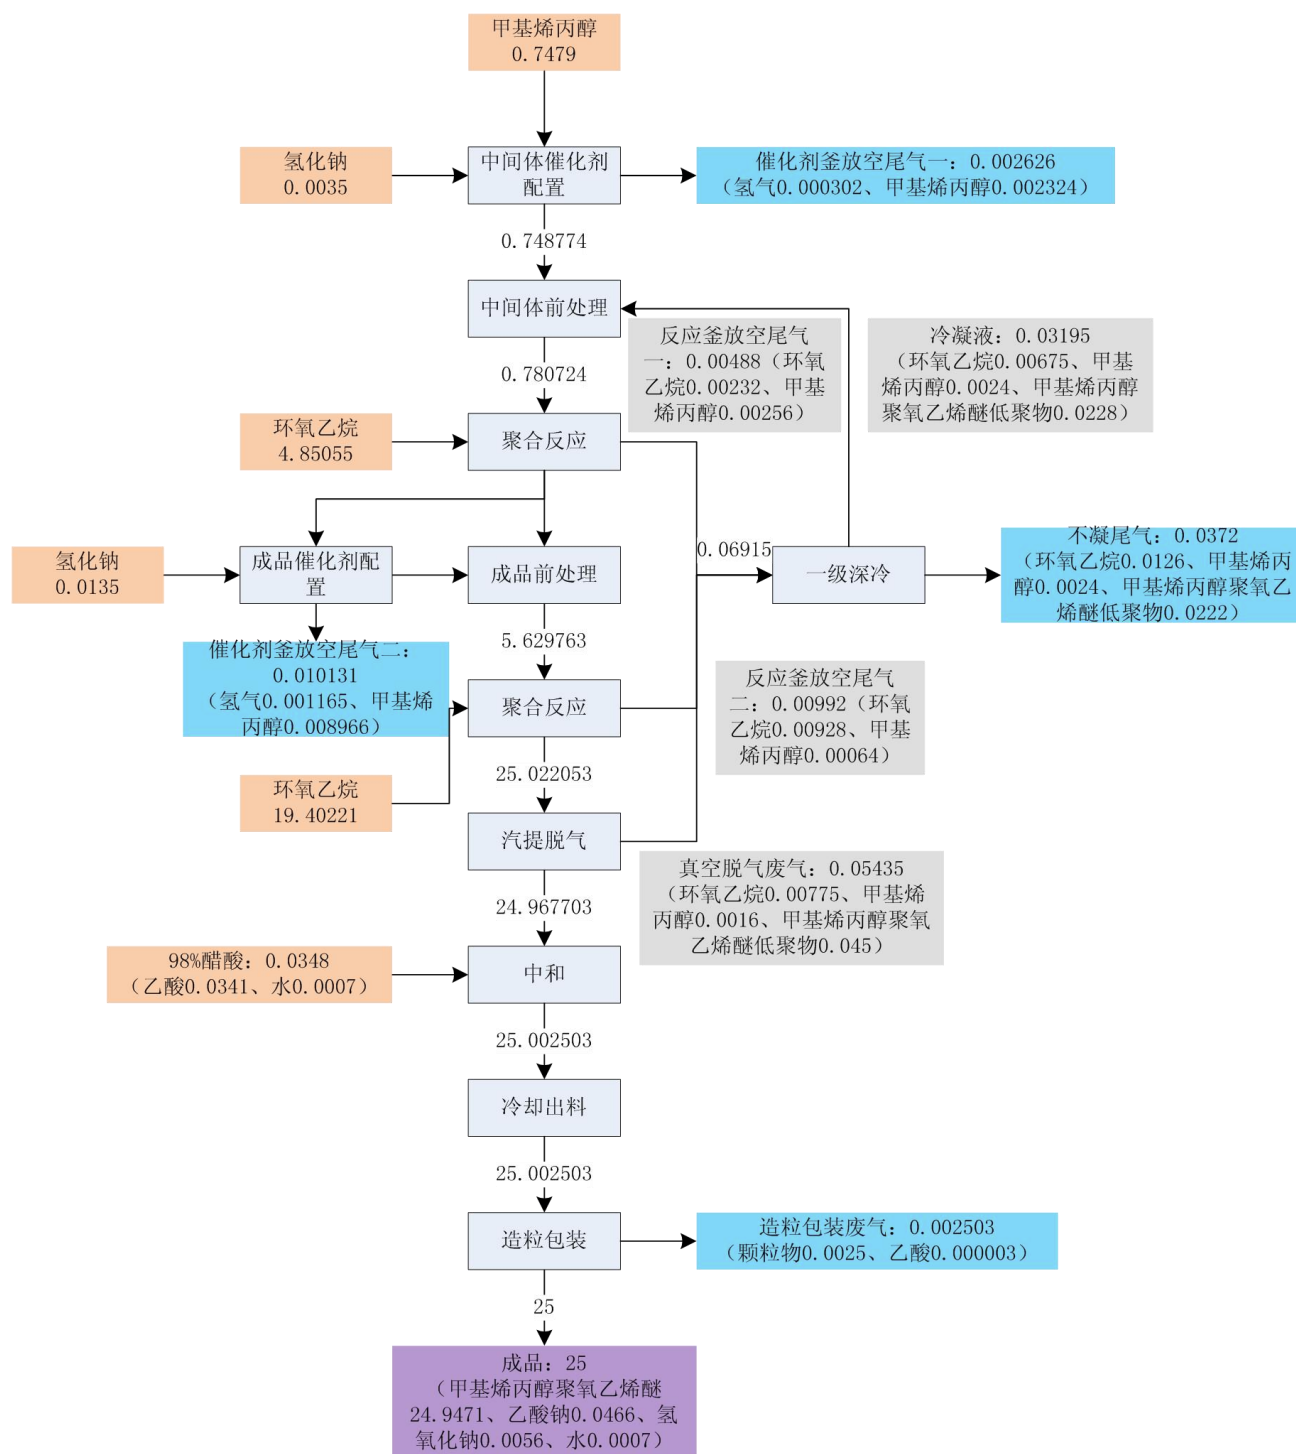 甲基烯丙醇
0.7479
氢化钠
0.0035
中间体催化剂
配置
催化剂釜放空尾气一：0.002626
（氢气0.000302、甲基烯丙醇0.002324）
0.748774
中间体前处理
反应釜放空尾气
一：0.00488（环氧
乙烷0.00232、甲基
烯丙醇0.00256）
冷凝液：0.03195
（环氧乙烷0.00675、甲基
烯丙醇0.0024、甲基烯丙醇
聚氧乙烯醚低聚物0.0228）
0.780724
环氧乙烷
4.85055
聚合反应
氢化钠
0.0135
成品催化剂配
置
成品前处理
0.06915
一级深冷
不凝尾气：0.0372
（环氧乙烷0.0126、甲基烯丙
醇0.0024、甲基烯丙醇聚氧乙
烯醚低聚物0.0222）
5.629763
催化剂釜放空尾气二：
0.010131
（氢气0.001165、甲基烯
丙醇0.008966）
聚合反应
反应釜放空尾气
二：0.00992（环氧
乙烷0.00928、甲基
烯丙醇0.00064）
25.022053
环氧乙烷
19.40221
汽提脱气
真空脱气废气：0.05435
（环氧乙烷0.00775、甲基烯
丙醇0.0016、甲基烯丙醇聚氧
乙烯醚低聚物0.045）
24.967703
98%醋酸：0.0348
（乙酸0.0341、水0.0007）
中和
25.002503
冷却出料
25.002503
造粒包装
造粒包装废气：0.002503
（颗粒物0.0025、乙酸0.000003）
25
成品：25
（甲基烯丙醇聚氧乙烯醚
24.9471、乙酸钠0.0466、氢
氧化钠0.0056、水0.0007）